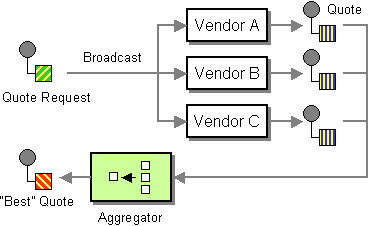 Vendor A
Quote
Broadcast
Vendor B
Quote Request
Vendor C
"Best" Quote
Aggregator